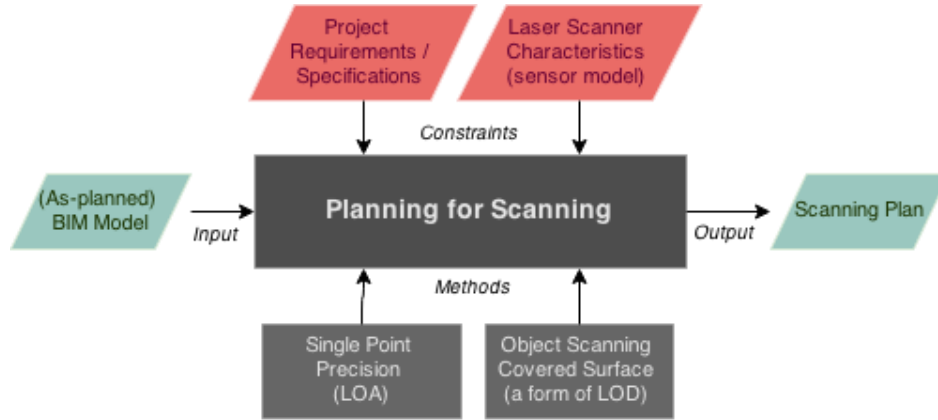 Project
Requirements /
Specifications
Laser Scanner
Characteristics
(sensor model)
Constraints
(As-planned)
BIM Model
Input
Planning for Scanning
Output
Scanning Plan
Methods
Single Point
Precision
(LOA)
Object Scanning
Covered Surface
(a form of LOD)